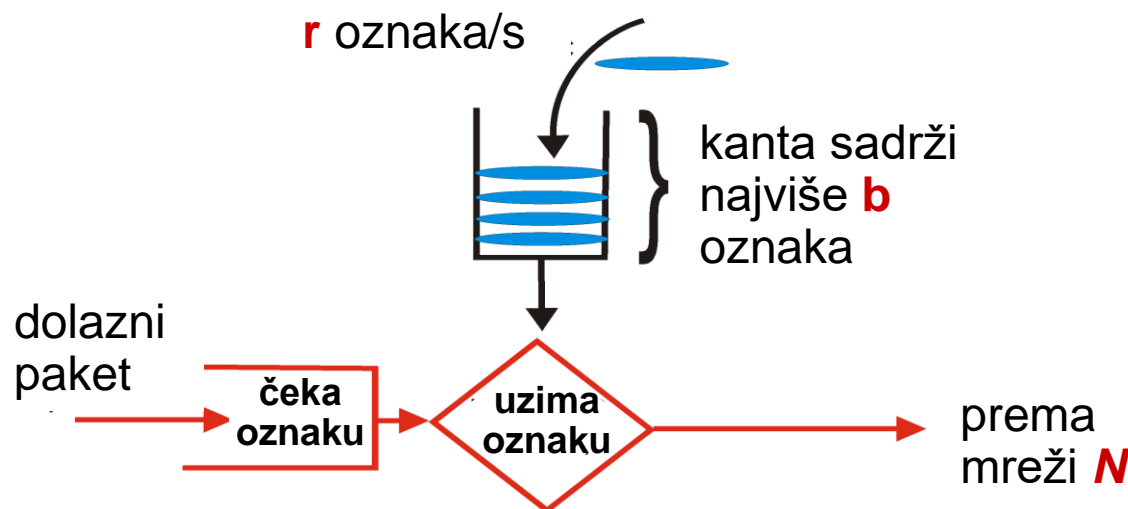 r oznaka/s
kanta sadrži
najviše b
oznaka
dolazni
paket
čeka
oznaku
uzima
oznaku
prema
mreži N